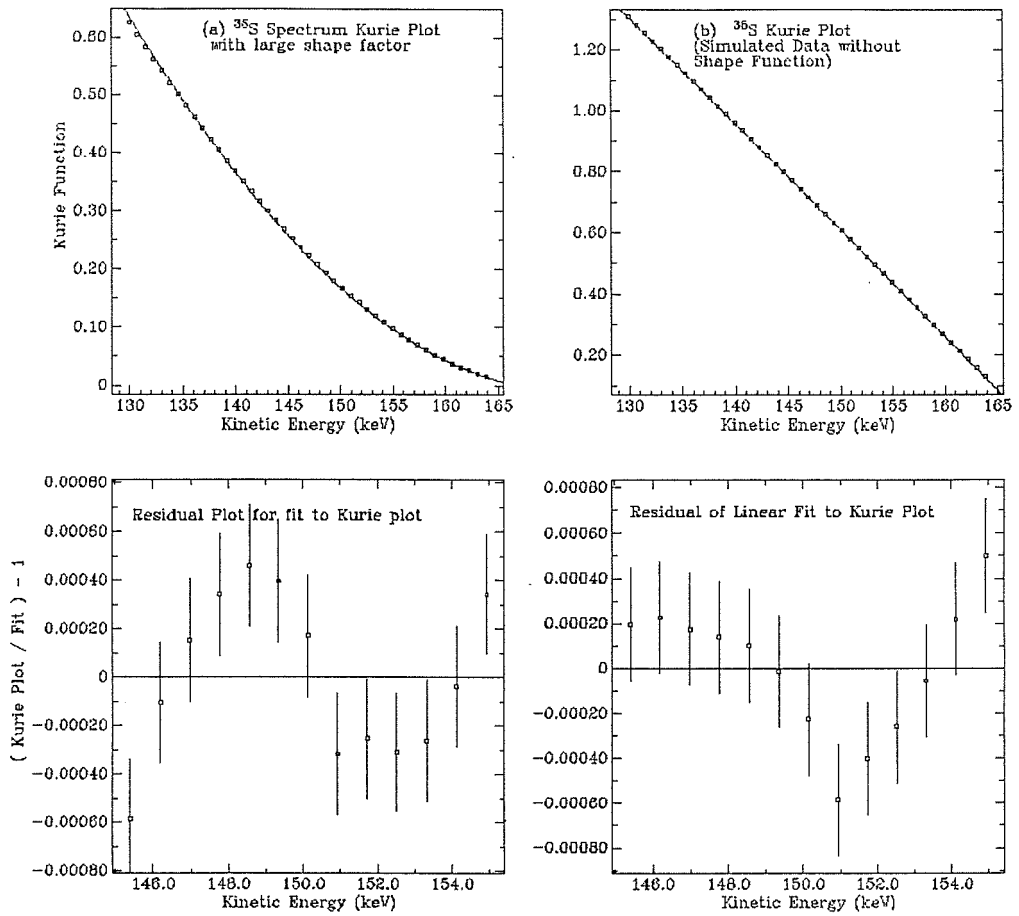 (a) ³⁵S Spectrum Kurie Plot
with large shape factor
Kurie Function
0.60
0.50
0.40
0.30
0.20
0.10
0
130 135 140 145 150 155 160 165
Kinetic Energy (keV)
(b) ³⁵S Kurie Plot
(Simulated Data without
Shape Function)
1.20
1.00
0.80
0.60
0.40
0.20
130 135 140 145 150 155 160 165
Kinetic Energy (keV)
Residual Plot for fit to Kurie plot
( Kurie Plot / Fit ) - 1
0.00080
0.00060
0.00040
0.00020
0
-0.00020
-0.00040
-0.00060
-0.00080
146.0 148.0 150.0 152.0 154.0
Kinetic Energy (keV)
Residual of Linear Fit to Kurie Plot
0.00080
0.00060
0.00040
0.00020
0
-0.00020
-0.00040
-0.00060
-0.00080
146.0 148.0 150.0 152.0 154.0
Kinetic Energy (keV)